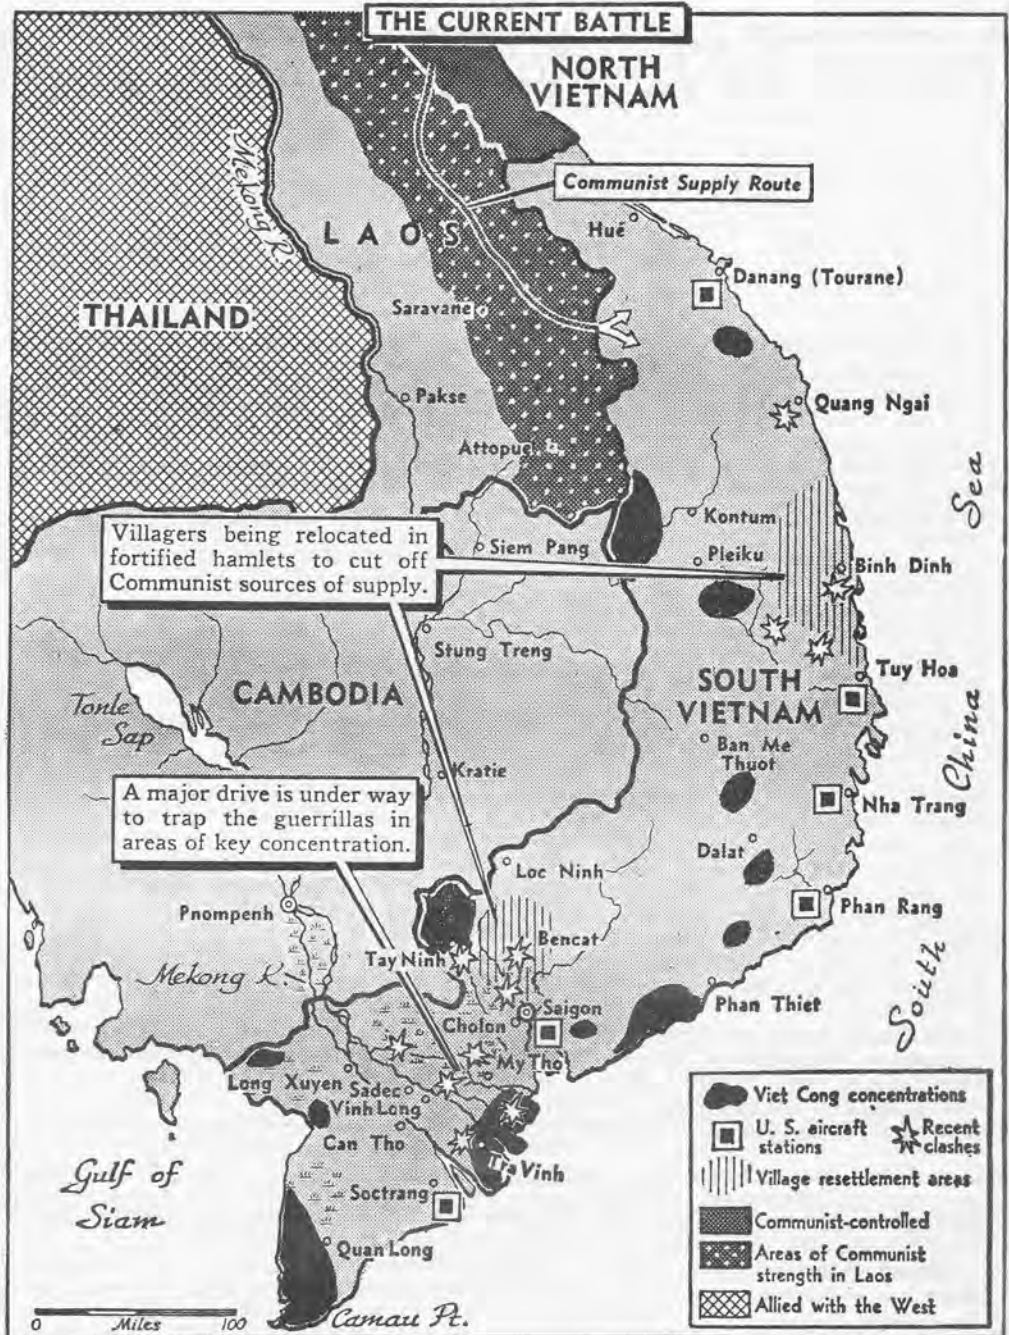 THE CURRENT BATTLE
NORTH
VIETNAM
Mekong R.
Communist Supply Route
Hué
LAOS
Danang (Tourane)
THAILAND
Saravane
Pakse
Quang Ngai
Attopue
Sea
Villagers being relocated in
fortified hamlets to cut off
Communist sources of supply.
Kontum
Siem Pang
Pleiku
Binh Dinh
Stung Treng
Tuy Hoa
CAMBODIA
SOUTH
VIETNAM
Tonle
Sap
Ban Me
Thuot
China
Kratie
A major drive is under way
to trap the guerrillas in
areas of key concentration.
Nha Trang
Dalat
Loc Ninh
Pnompenh
Phan Rang
Bencat
Tay Ninh
Mekong R.
South
Phan Thiet
Saigon
Cholon
My Tho
Long Xuyen
Sadec
Vinh Long
Can Tho
Tra Vinh
Gulf of
Siam
Soctrang
Quan Long
Camau Pt.
0 Miles 100
Viet Cong concentrations
U. S. aircraft
stations
Recent
clashes
Village resettlement areas
Communist-controlled
Areas of Communist
strength in Laos
Allied with the West